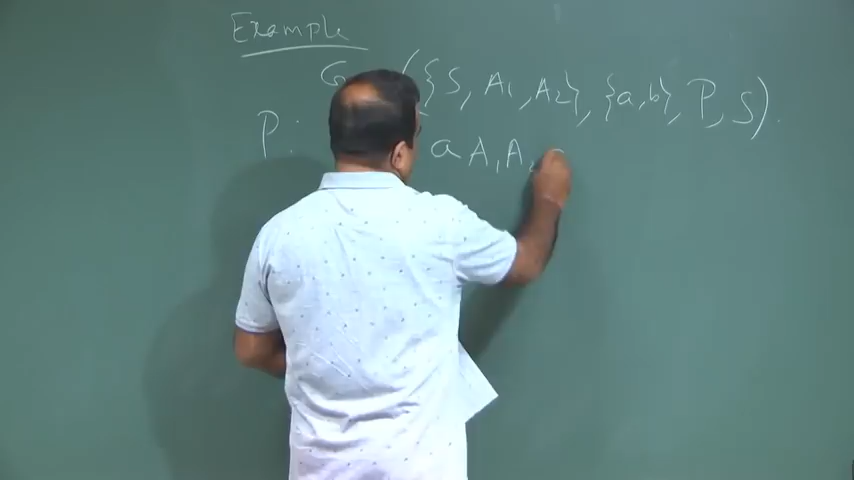 Example
G ({S, A1, A2}, {a, b}, P, S).
P: a A1 A2